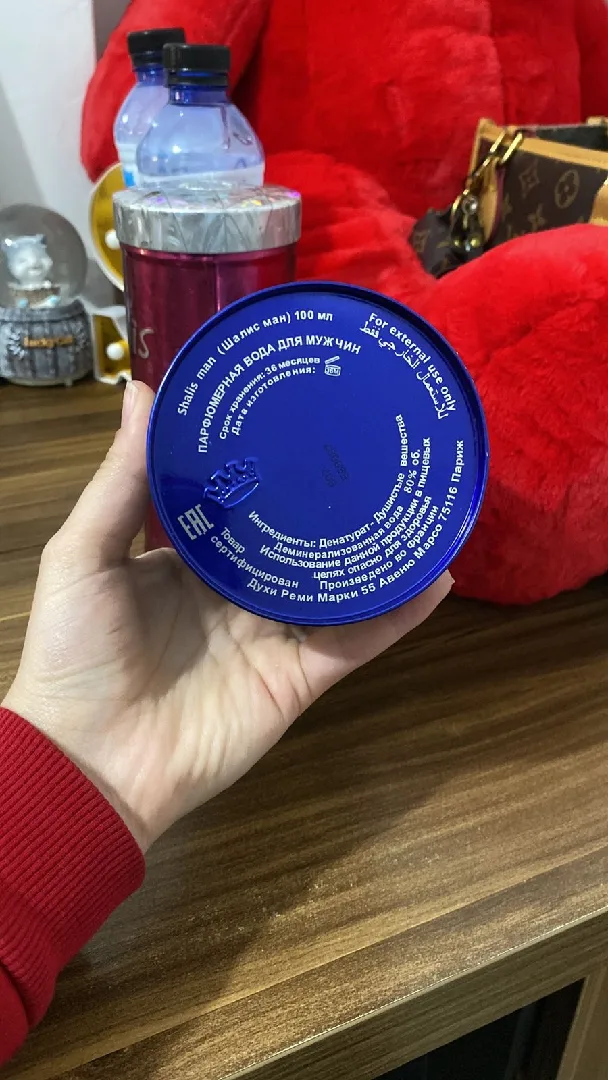 Shalis man (Шалис ман) 100 мл
ПАРФЮМЕРНАЯ ВОДА ДЛЯ МУЖЧИН
Срок хранения: 36 месяцев
Дата изготовления:
For external use only
للاستعمال الخارجي فقط
Ингредиенты: Денатурат- Душистые вещества
Деминерализованная вода 80% об.
Использование данной продукции в пищевых
целях опасно для здоровья
Произведено во Франции
Духи Реми Марки 55 Авеню Марсо 75116 Париж
EAC
Товар
сертифицирован